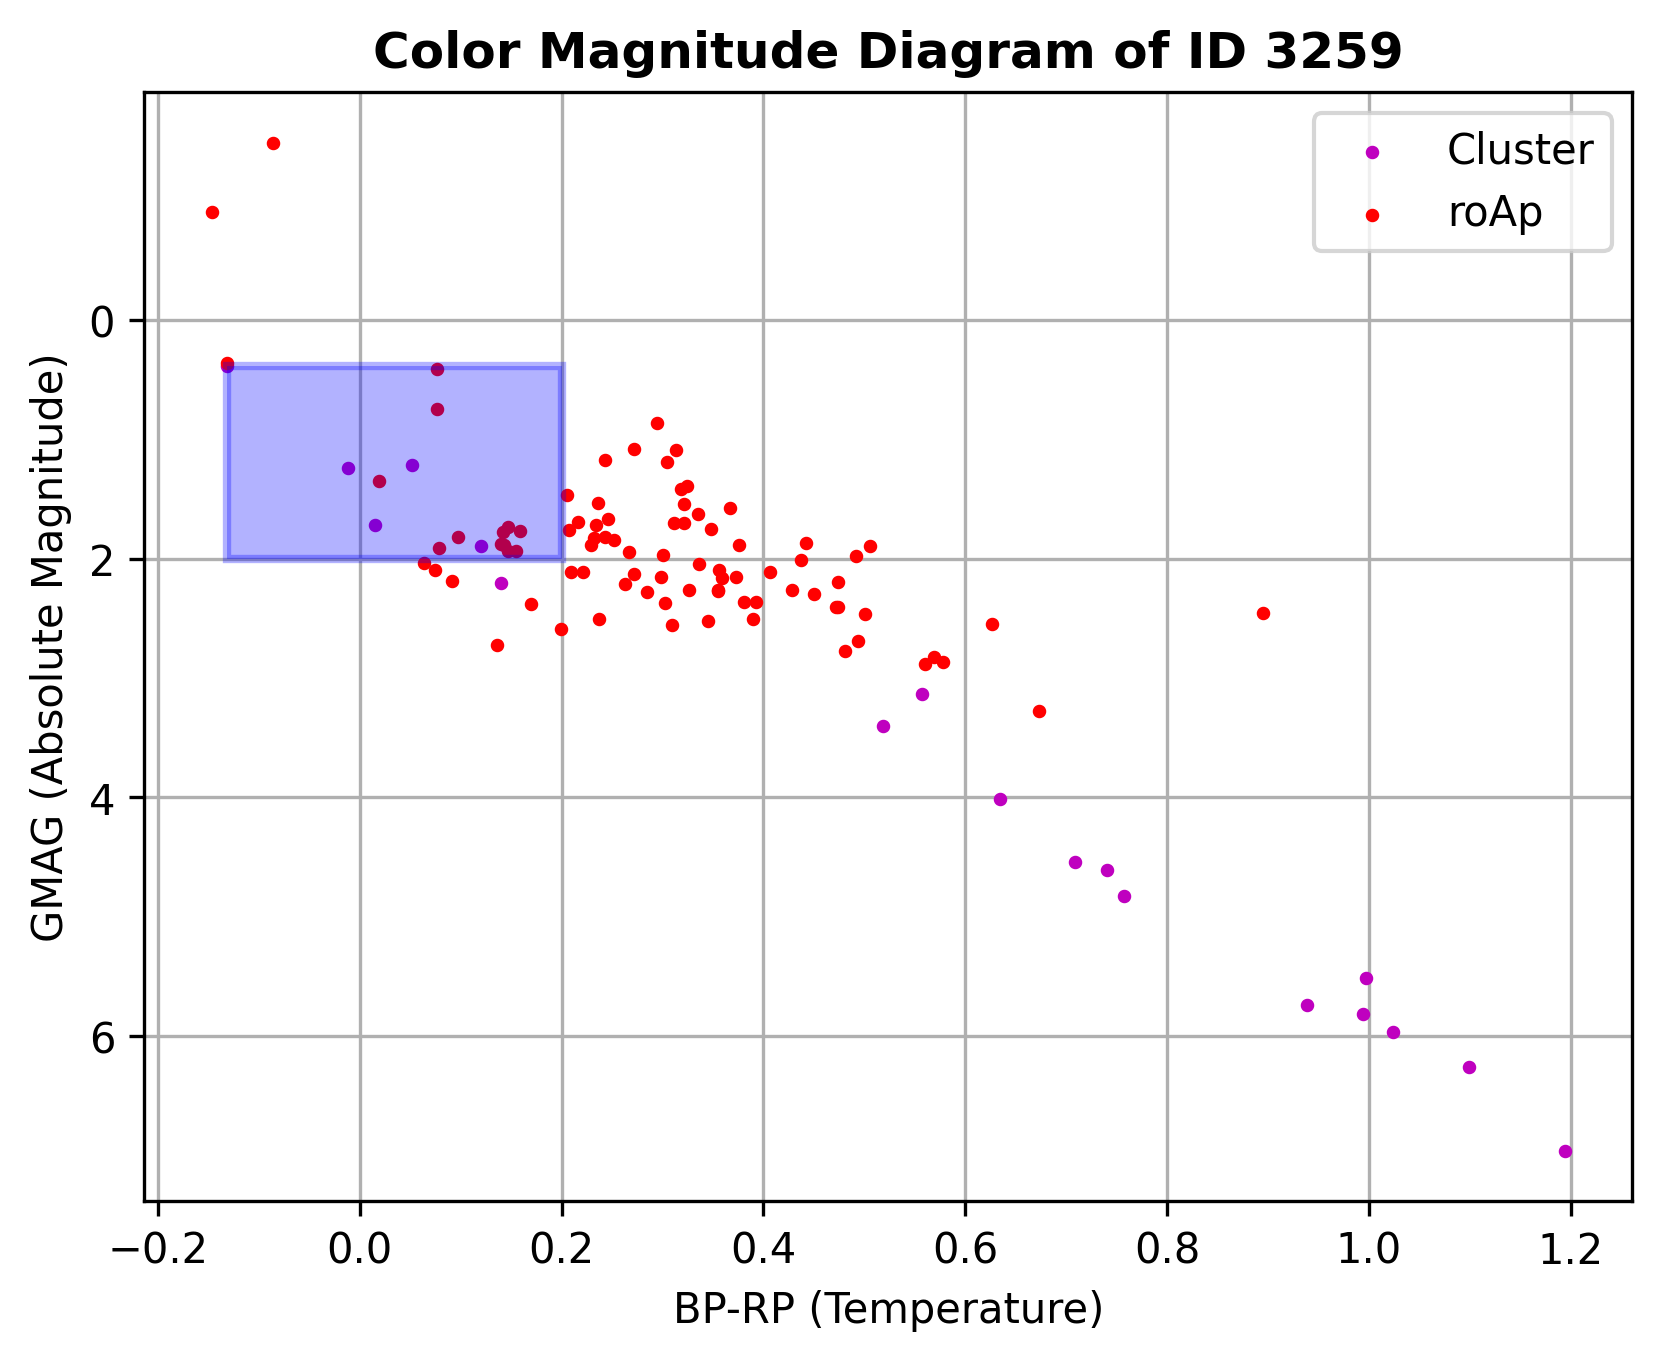 Color Magnitude Diagram of ID 3259
Cluster
roAp
GMAG (Absolute Magnitude)
0
2
4
6
−0.2 0.0 0.2 0.4 0.6 0.8 1.0 1.2
BP-RP (Temperature)